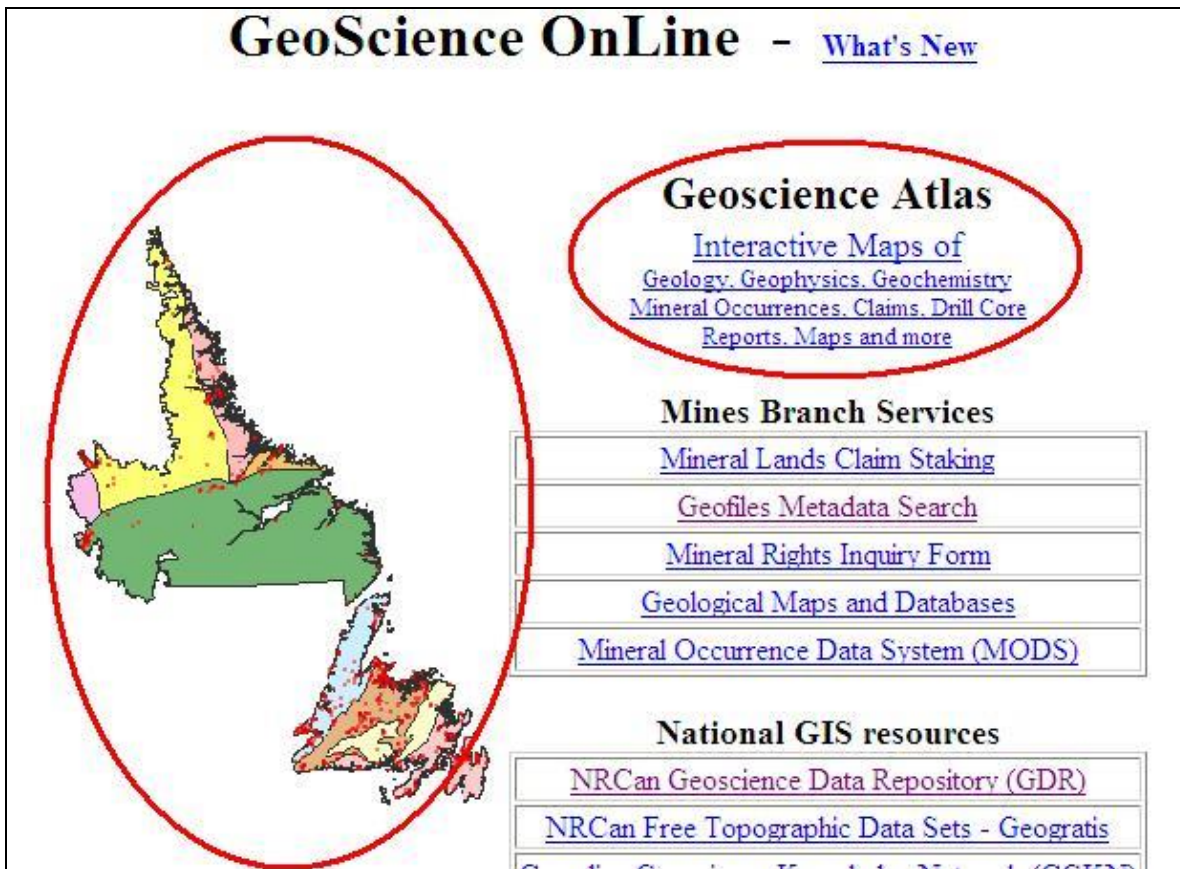 GeoScience OnLine - What's New
Geoscience Atlas
Interactive Maps of
Geology, Geophysics, Geochemistry
Mineral Occurrences, Claims, Drill Core
Reports, Maps and more
Mines Branch Services
Mineral Lands Claim Staking
Geofiles Metadata Search
Mineral Rights Inquiry Form
Geological Maps and Databases
Mineral Occurrence Data System (MODS)
National GIS resources
NRCan Geoscience Data Repository (GDR)
NRCan Free Topographic Data Sets - Geogratis